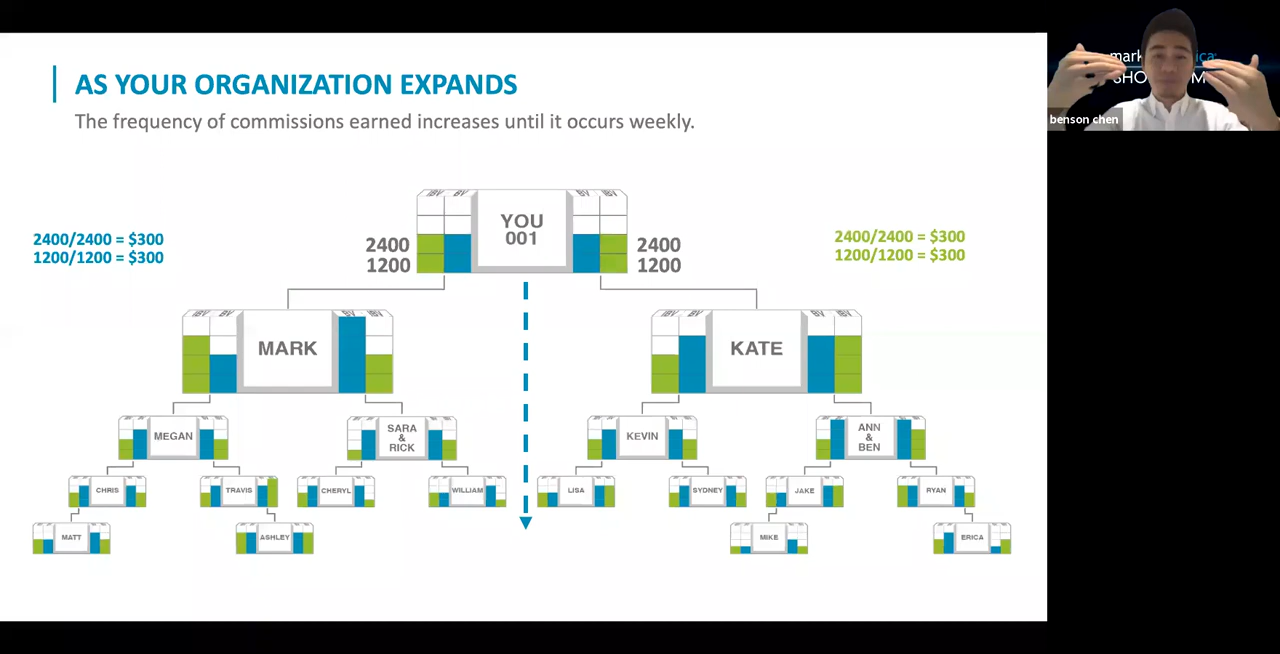 AS YOUR ORGANIZATION EXPANDS
The frequency of commissions earned increases until it occurs weekly.
benson chen
2400/2400 = $300
1200/1200 = $300
2400
1200
YOU
001
2400
1200
2400/2400 = $300
1200/1200 = $300
MARK
KATE
MEGAN
SARA
&
RICK
KEVIN
ANN
&
BEN
CHRIS
TRAVIS
CHERYL
WILLIAM
LISA
SYDNEY
JAKE
RYAN
MATT
ASHLEY
MIKE
ERICA